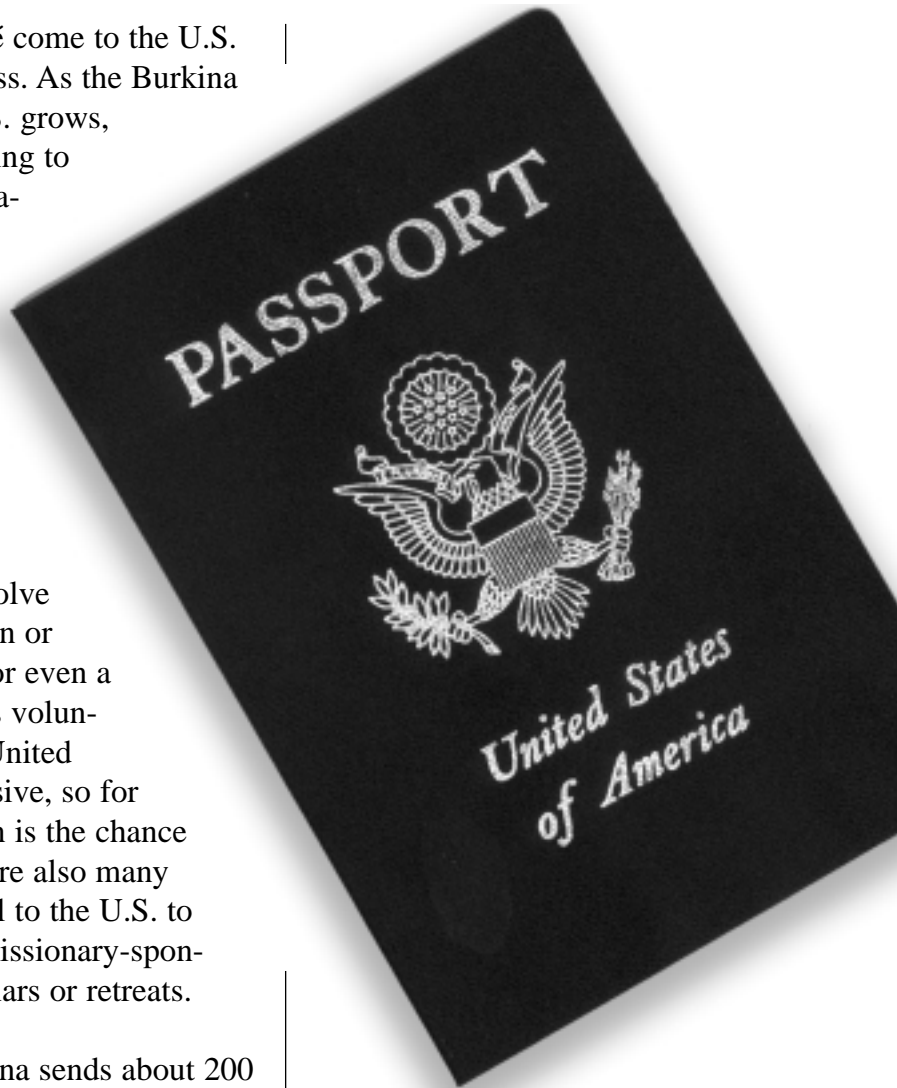 come to the U.S.
ss. As the Burkina
S. grows,
ing to
a-
olve
n or
or even a
s volun-
United
sive, so for
n is the chance
re also many
l to the U.S. to
issionary-spon-
ars or retreats.
na sends about 200
PASSPORT
United States
of America